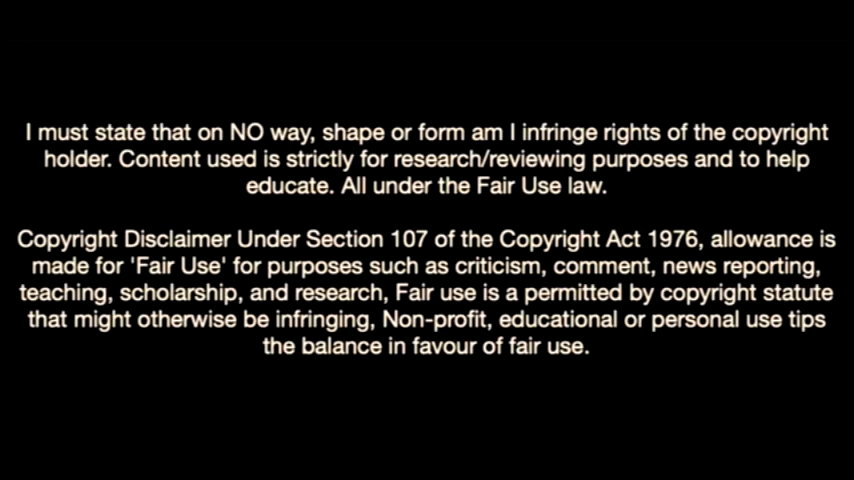 I must state that on NO way, shape or form am I infringe rights of the copyright
holder. Content used is strictly for research/reviewing purposes and to help
educate. All under the Fair Use law.
Copyright Disclaimer Under Section 107 of the Copyright Act 1976, allowance is
made for 'Fair Use' for purposes such as criticism, comment, news reporting,
teaching, scholarship, and research, Fair use is a permitted by copyright statute
that might otherwise be infringing, Non-profit, educational or personal use tips
the balance in favour of fair use.